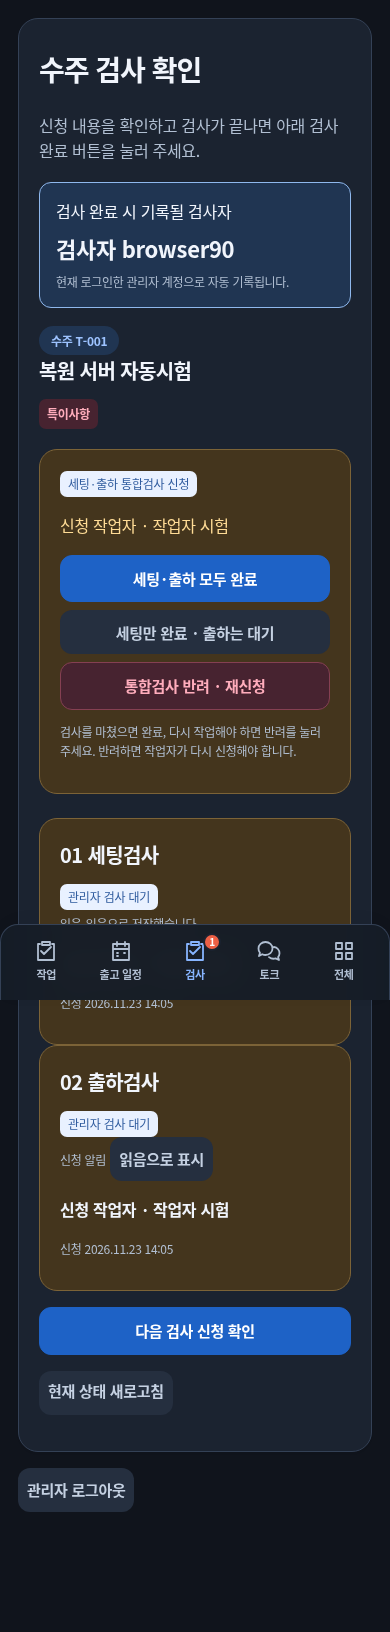 수주 검사 확인
신청 내용을 확인하고 검사가 끝나면 아래 검사
완료 버튼을 눌러 주세요.
검사 완료 시 기록될 검사자
검사자 browser90
현재 로그인한 관리자 계정으로 자동 기록됩니다.
수주 T-001
복원 서버 자동시험
특이사항
세팅·출하 통합검사 신청
신청 작업자 · 작업자 시험
세팅·출하 모두 완료
세팅만 완료 · 출하는 대기
통합검사 반려 · 재신청
검사를 마쳤으면 완료, 다시 작업해야 하면 반려를 눌러
주세요. 반려하면 작업자가 다시 신청해야 합니다.
01 세팅검사
관리자 검사 대기
읽음 읽음으로 저장했습니다
1
작업
출고 일정
검사
토크
전체
신청 2026.11.23 14:05
02 출하검사
관리자 검사 대기
신청 알림 읽음으로 표시
신청 작업자 · 작업자 시험
신청 2026.11.23 14:05
다음 검사 신청 확인
현재 상태 새로고침
관리자 로그아웃